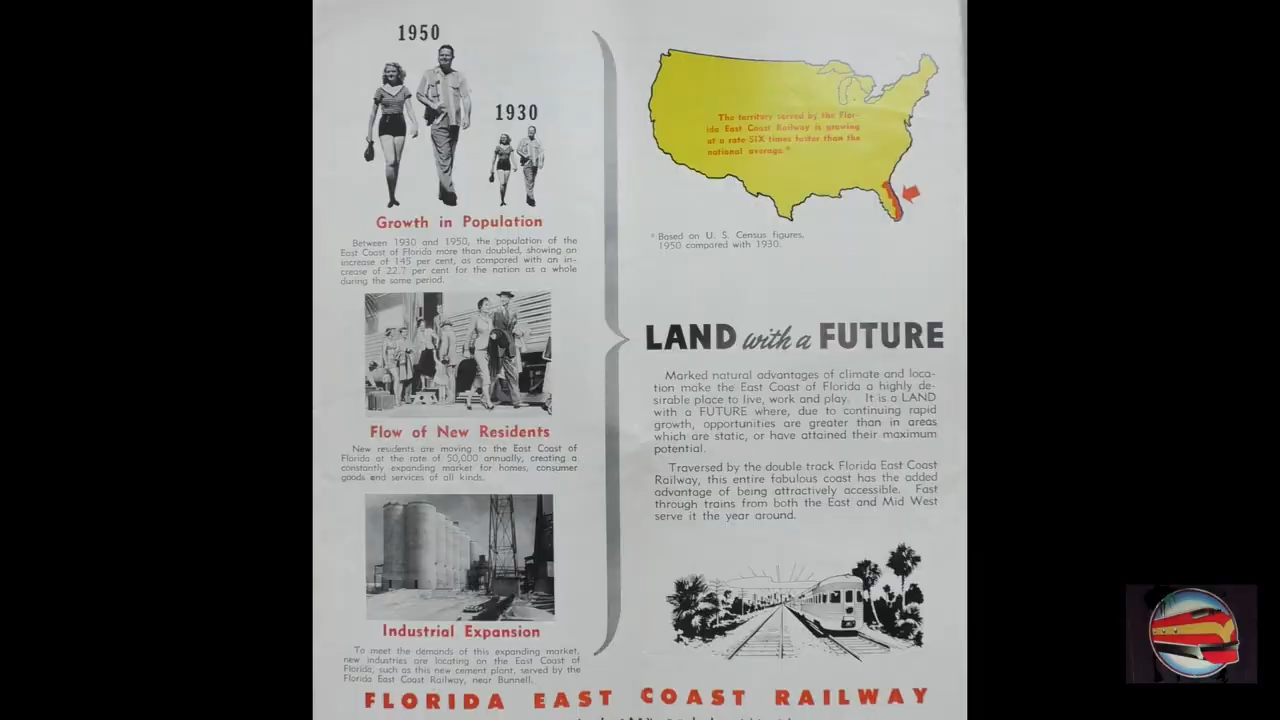 1950
1930
Growth in Population
Between 1930 and 1950, the population of the
East Coast of Florida more than doubled, showing an
increase of 145 per cent, as compared with an in-
crease of 22.7 per cent for the nation as a whole
during the same period.
Flow of New Residents
New residents are moving to the East Coast of
Florida at the rate of 50,000 annually, creating a
constantly expanding market for homes, consumer
goods and services of all kinds.
Industrial Expansion
To meet the demands of this expanding market,
new industries are locating on the East Coast of
Florida, such as this new cement plant, served by the
Florida East Coast Railway, near Bunnell.
The territory served by the Flor-
ida East Coast Railway is growing
at a rate SIX times faster than the
national average.*
* Based on U. S. Census figures,
1950 compared with 1930.
LAND with a FUTURE
Marked natural advantages of climate and loca-
tion make the East Coast of Florida a highly de-
sirable place to live, work and play. It is a LAND
with a FUTURE where, due to continuing rapid
growth, opportunities are greater than in areas
which are static, or have attained their maximum
potential.
Traversed by the double track Florida East Coast
Railway, this entire fabulous coast has the added
advantage of being attractively accessible. Fast
through trains from both the East and Mid West
serve it the year around.
FLORIDA EAST COAST RAILWAY